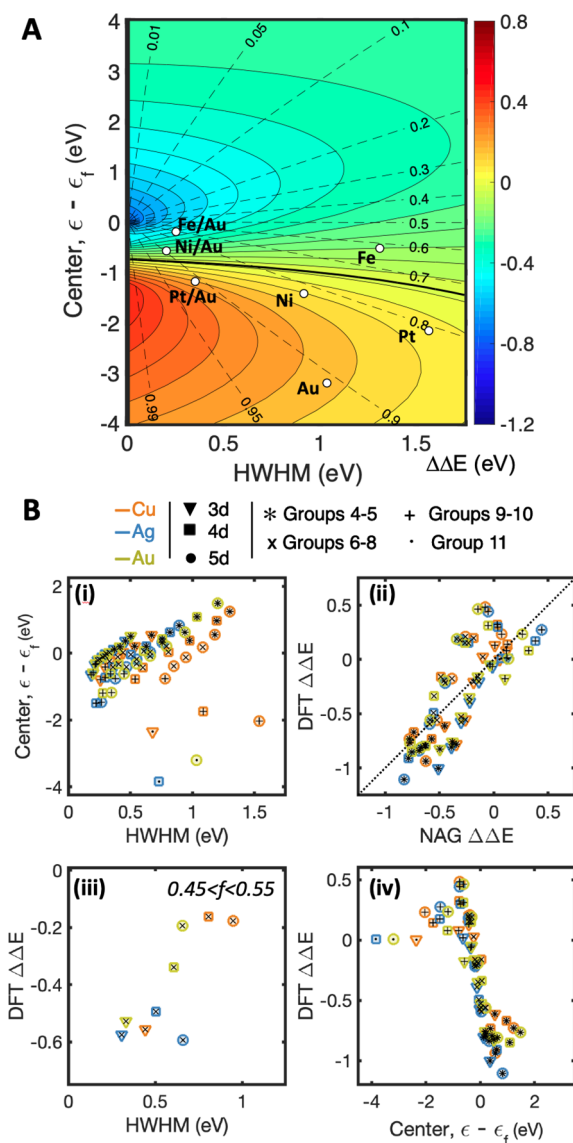 A
4
3
2
1
0
-1
-2
-3
-4
Center, ϵ - ϵf (eV)
0.01
0.05
0.1
0.2
0.3
0.4
0.5
0.6
0.7
0.8
0.9
0.95
0.99
Fe/Au
Ni/Au
Pt/Au
Fe
Ni
Pt
Au
0 0.5 1 1.5
HWHM (eV)
0.8
0.4
0
-0.4
-0.8
-1.2
ΔΔE (eV)
B
Cu 3d Groups 4-5 Groups 9-10
Ag 4d Groups 6-8 Group 11
Au 5d
(i)
Center, ϵ - ϵf (eV)
2
0
-2
-4
0 0.5 1 1.5
HWHM (eV)
(ii)
DFT ΔΔE
0.5
0
-0.5
-1
-1 -0.5 0 0.5
NAG ΔΔE
(iii) 0.45<f<0.55
DFT ΔΔE
0
-0.2
-0.4
-0.6
0 0.5 1
HWHM (eV)
(iv)
DFT ΔΔE
0.5
0
-0.5
-1
-4 -2 0 2
Center, ϵ - ϵf (eV)